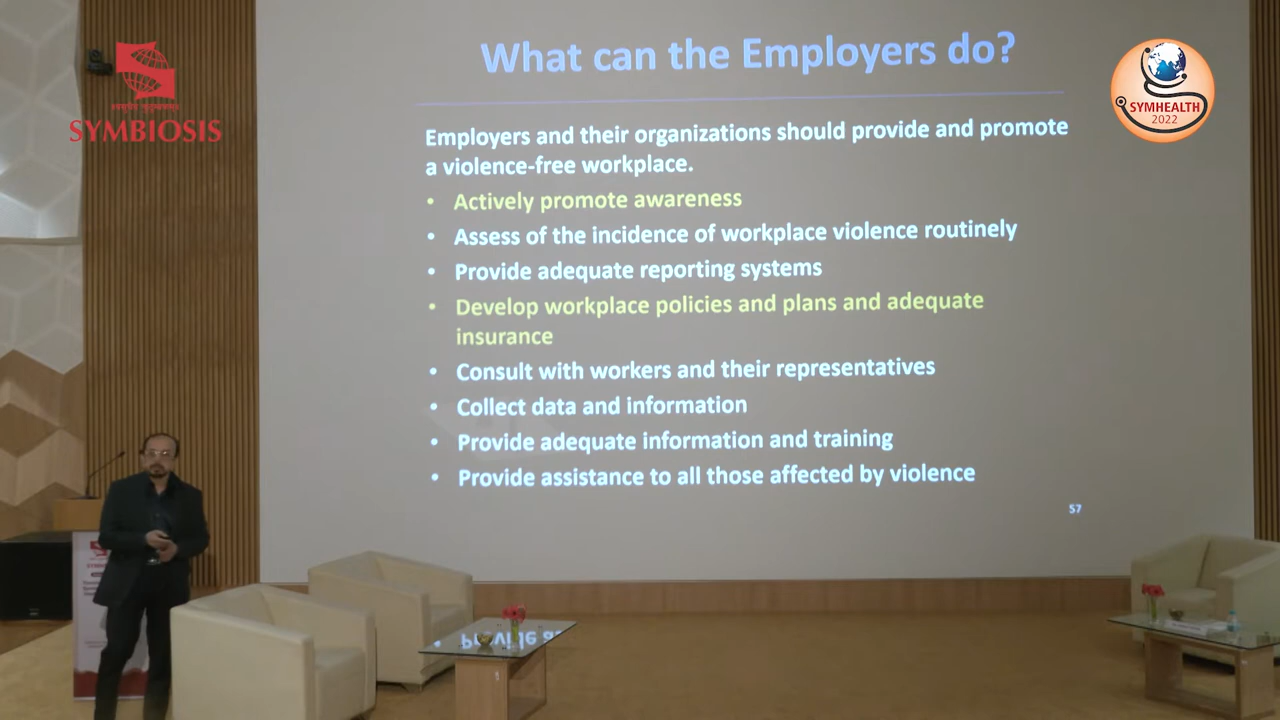 What can the Employers do?
SYMBIOSIS
SYMHEALTH
2022
Employers and their organizations should provide and promote
a violence-free workplace.
• Actively promote awareness
• Assess of the incidence of workplace violence routinely
• Provide adequate reporting systems
• Develop workplace policies and plans and adequate
insurance
• Consult with workers and their representatives
• Collect data and information
• Provide adequate information and training
• Provide assistance to all those affected by violence
57